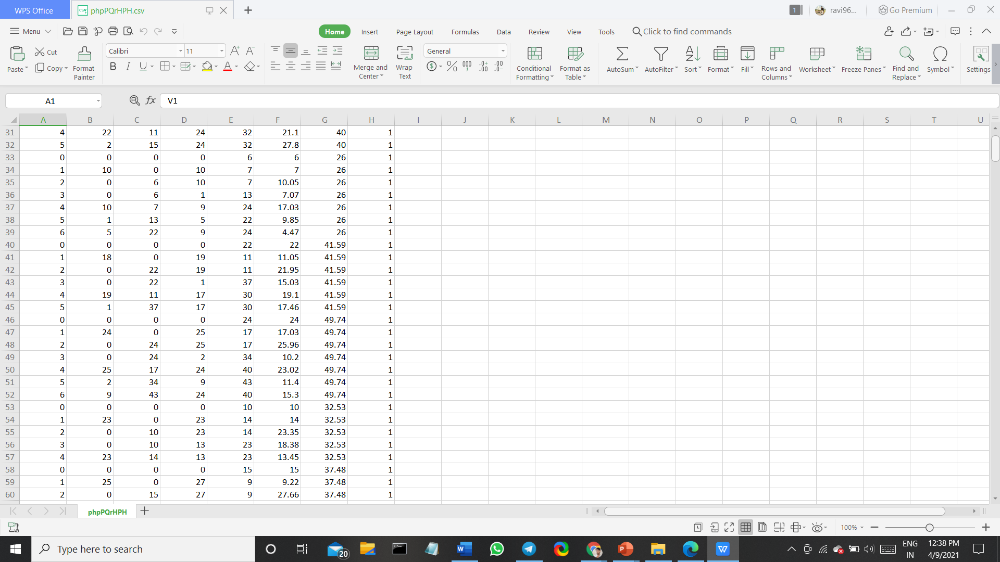 WPS Office phpPQrHPH.csv 1 ravi96... Go Premium
Menu Home Insert Page Layout Formulas Data Review View Tools Click to find commands
Paste Cut Copy Format Painter Calibri 11 Merge and Center Wrap Text General Conditional Formatting Format as Table AutoSum AutoFilter Sort Format Fill Rows and Columns Worksheet Freeze Panes Find and Replace Symbol Settings
A1 fx V1
A B C D E F G H I J K L M N O P Q R S T U
31 4 22 11 24 32 21.1 40 1
32 5 2 15 24 32 27.8 40 1
33 0 0 0 0 6 6 26 1
34 1 10 0 10 7 7 26 1
35 2 0 6 10 7 10.05 26 1
36 3 0 6 1 13 7.07 26 1
37 4 10 7 9 24 17.03 26 1
38 5 1 13 5 22 9.85 26 1
39 6 5 22 9 24 4.47 26 1
40 0 0 0 0 22 22 41.59 1
41 1 18 0 19 11 11.05 41.59 1
42 2 0 22 19 11 21.95 41.59 1
43 3 0 22 1 37 15.03 41.59 1
44 4 19 11 17 30 19.1 41.59 1
45 5 1 37 17 30 17.46 41.59 1
46 0 0 0 0 24 24 49.74 1
47 1 24 0 25 17 17.03 49.74 1
48 2 0 24 25 17 25.96 49.74 1
49 3 0 24 2 34 10.2 49.74 1
50 4 25 17 24 40 23.02 49.74 1
51 5 2 34 9 43 11.4 49.74 1
52 6 9 43 24 40 15.3 49.74 1
53 0 0 0 0 10 10 32.53 1
54 1 23 0 23 14 14 32.53 1
55 2 0 10 23 14 23.35 32.53 1
56 3 0 10 13 23 18.38 32.53 1
57 4 23 14 13 23 13.45 32.53 1
58 0 0 0 0 15 15 37.48 1
59 1 25 0 27 9 9.22 37.48 1
60 2 0 15 27 9 27.66 37.48 1
phpPQrHPH
100%
Type here to search 20 ENG IN 12:38 PM 4/9/2021